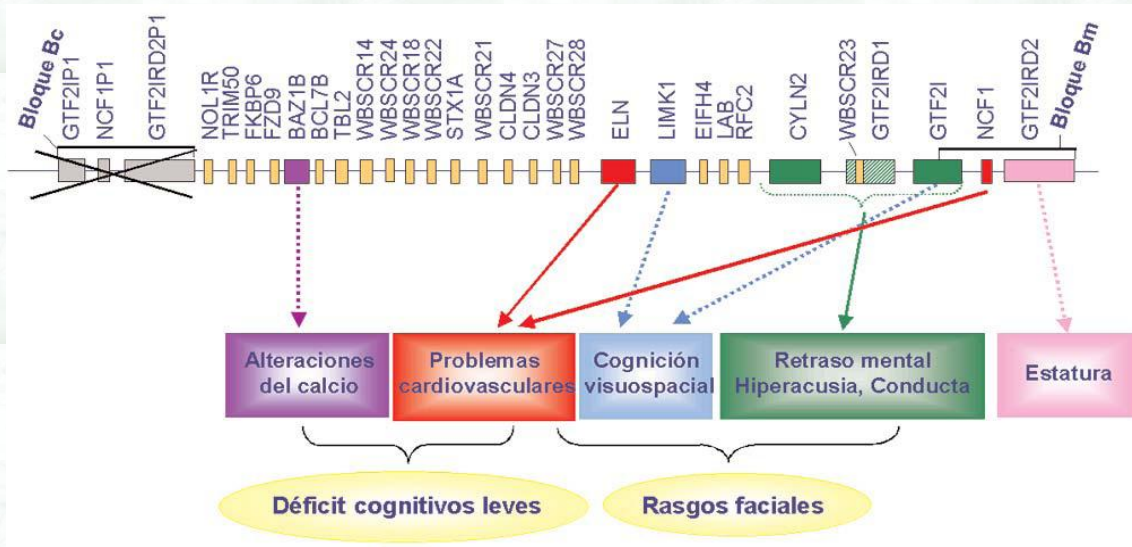 Bloque Bc
GTF2IP1
NCF1P1
GTF2IRD2P1
NOL1R
TRIM50
FKBP6
FZD9
BAZ1B
BCL7B
TBL2
WBSCR14
WBSCR24
WBSCR18
WBSCR22
STX1A
WBSCR21
CLDN4
CLDN3
WBSCR27
WBSCR28
ELN
LIMK1
EIFH4
LAB
RFC2
CYLN2
WBSCR23
GTF2IRD1
GTF2I
NCF1
GTF2IRD2
Bloque Bm
Alteraciones
del calcio
Problemas
cardiovasculares
Cognición
visuospacial
Retraso mental
Hiperacusia, Conducta
Estatura
Déficit cognitivos leves
Rasgos faciales